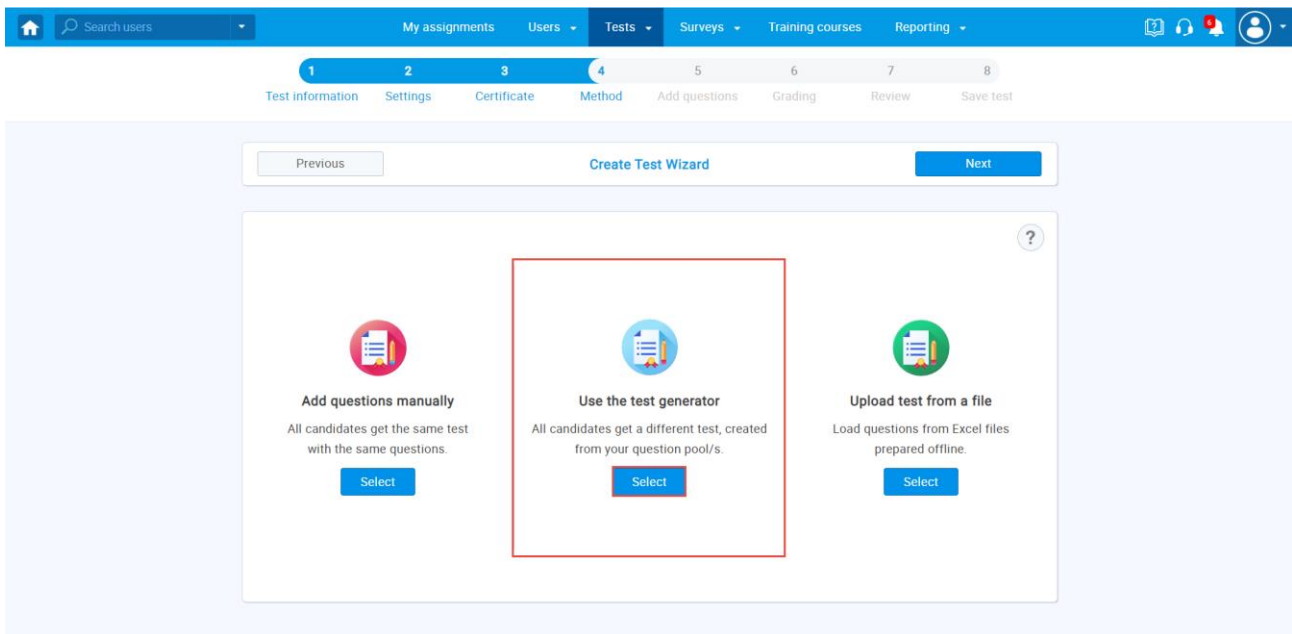 Search users
My assignments
Users
Tests
Surveys
Training courses
Reporting
6
1
2
3
4
5
6
7
8
Test information
Settings
Certificate
Method
Add questions
Grading
Review
Save test
Previous
Create Test Wizard
Next
?
Add questions manually
All candidates get the same test
with the same questions.
Select
Use the test generator
All candidates get a different test, created
from your question pool/s.
Select
Upload test from a file
Load questions from Excel files
prepared offline.
Select